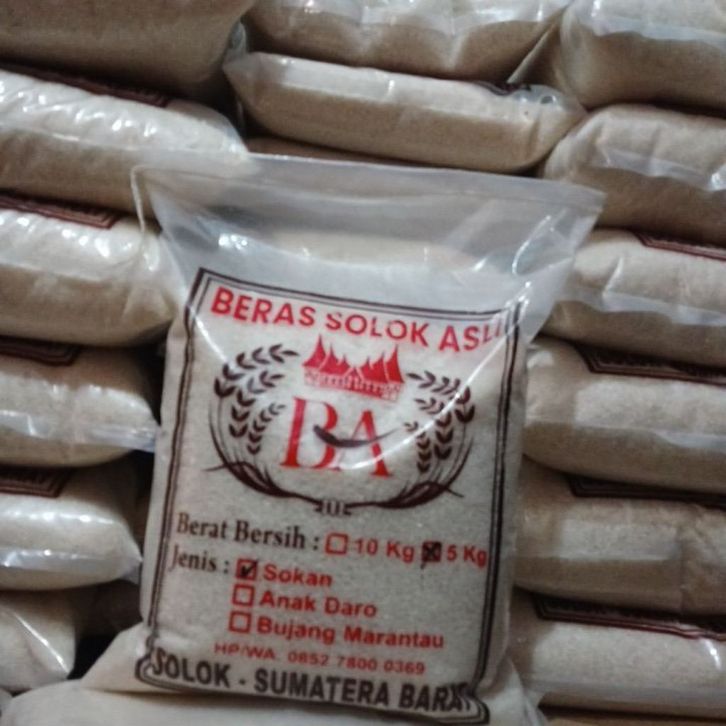 BERAS SOLOK ASLI
BA
Berat Bersih : 10 Kg 5 Kg
Jenis : Sokan
Anak Daro
Bujang Marantau
HP/WA. 0852 7800 0369
SOLOK - SUMATERA BARAT